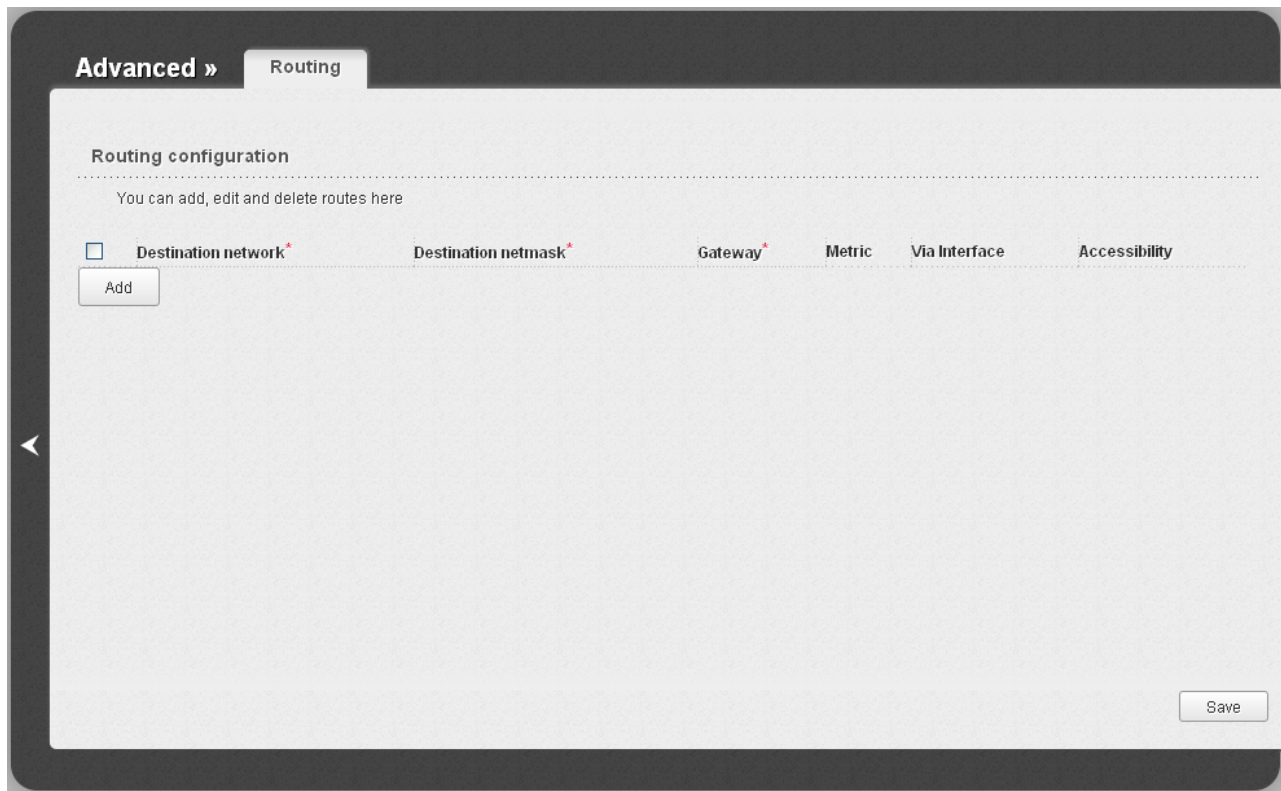 Advanced » Routing
Routing configuration
You can add, edit and delete routes here
Destination network* Destination netmask* Gateway* Metric Via Interface Accessibility
Add
Save